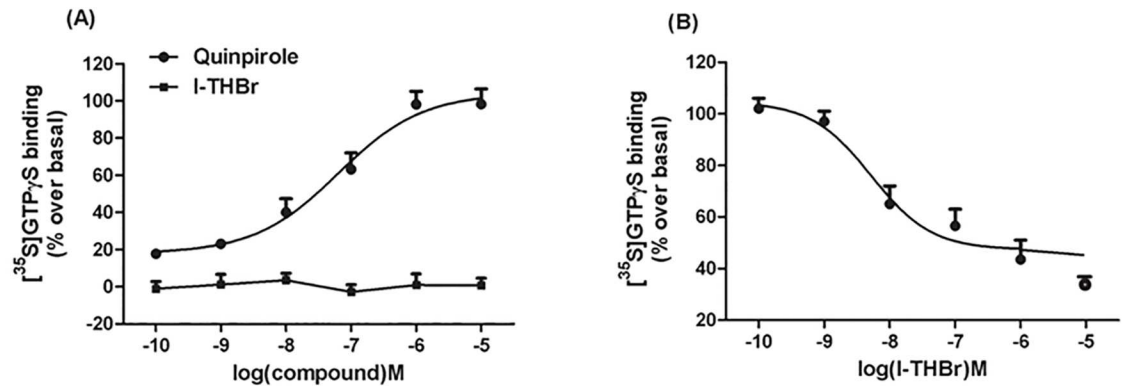 (A)
Quinpirole
l-THBr
[³⁵S]GTPγS binding
(% over basal)
120
100
80
60
40
20
0
-20
-10
-9
-8
-7
-6
-5
log(compound)M
(B)
[³⁵S]GTPγS binding
(% over basal)
120
100
80
60
40
20
-10
-9
-8
-7
-6
-5
log(l-THBr)M